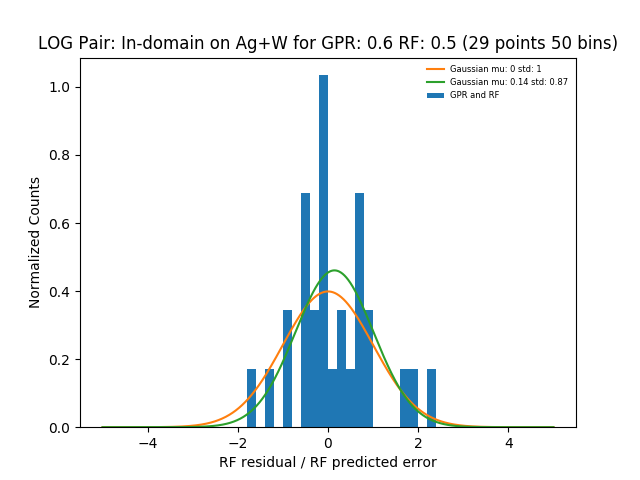 LOG Pair: In-domain on Ag+W for GPR: 0.6 RF: 0.5 (29 points 50 bins)
Gaussian mu: 0 std: 1
Gaussian mu: 0.14 std: 0.87
GPR and RF
Normalized Counts
1.0
0.8
0.6
0.4
0.2
0.0
−4 −2 0 2 4
RF residual / RF predicted error